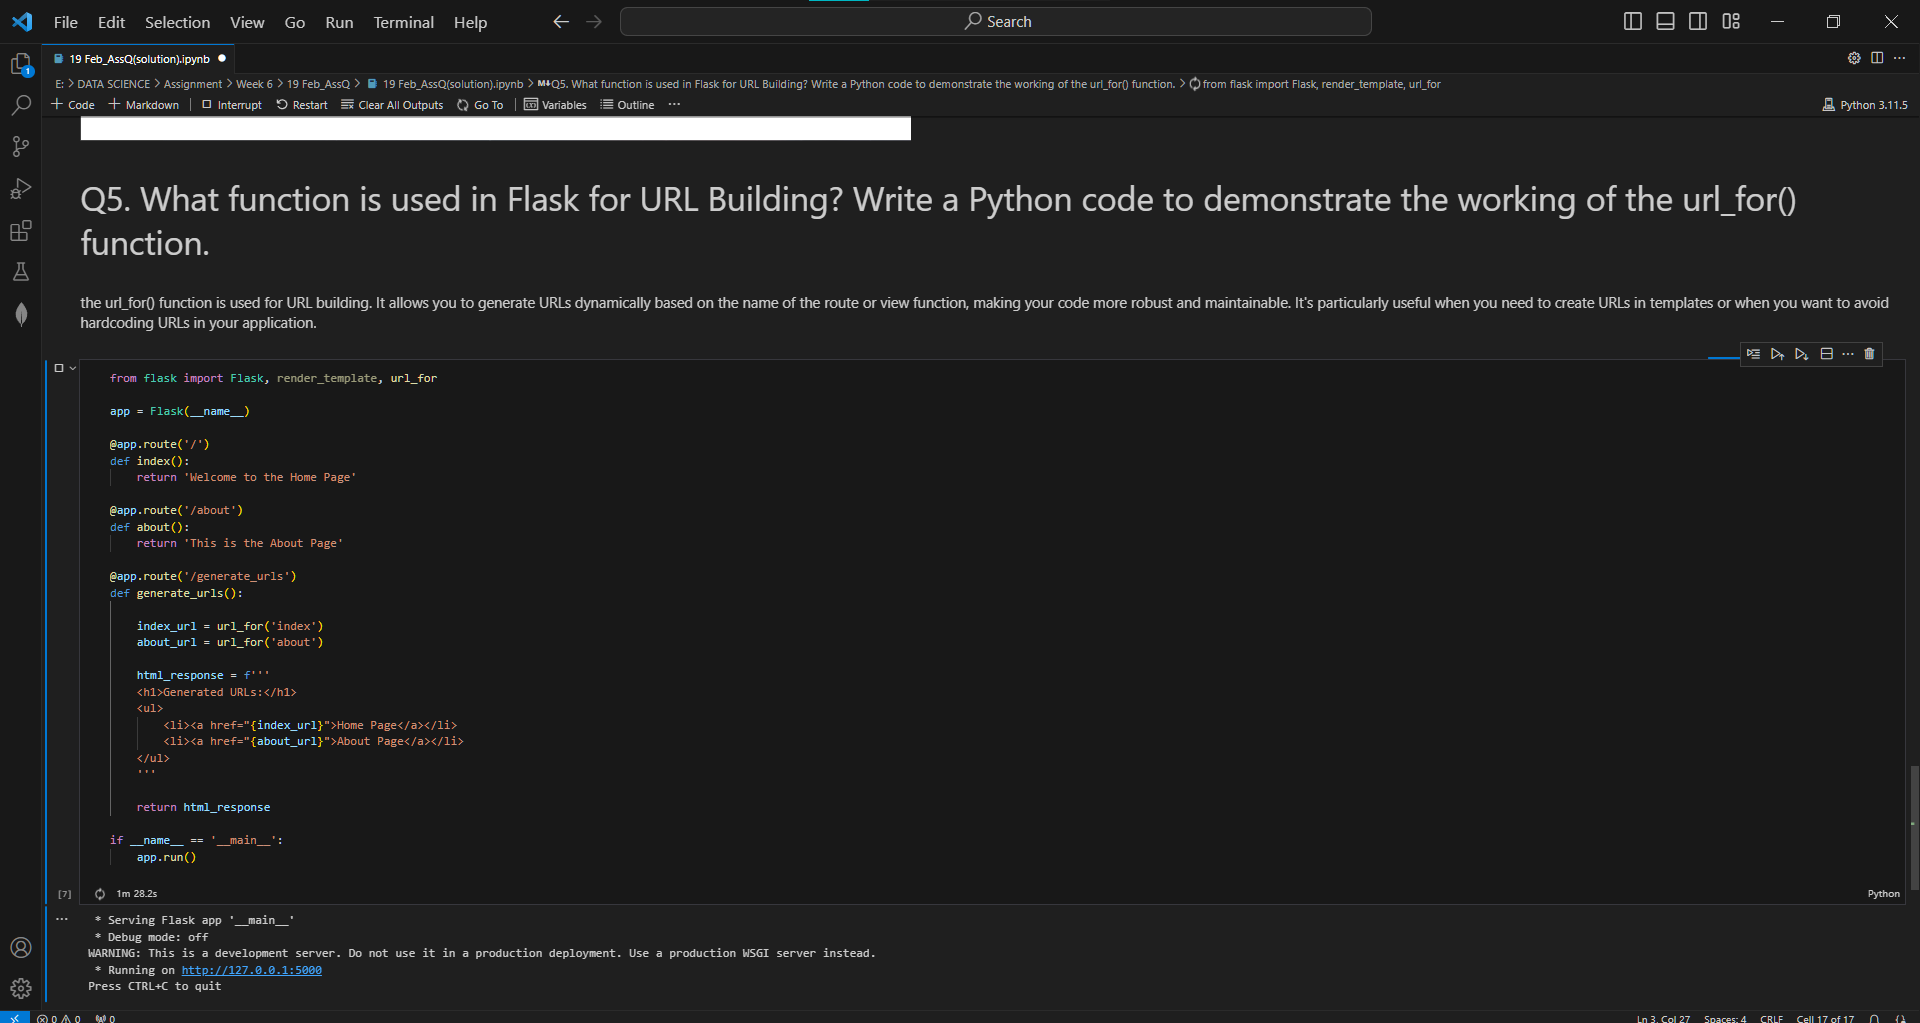 File Edit Selection View Go Run Terminal Help
Search
19 Feb_AssQ(solution).ipynb
E: > DATA SCIENCE > Assignment > Week 6 > 19 Feb_AssQ > 19 Feb_AssQ(solution).ipynb > M↓Q5. What function is used in Flask for URL Building? Write a Python code to demonstrate the working of the url_for() function. > from flask import Flask, render_template, url_for
+ Code + Markdown | Interrupt Restart Clear All Outputs Go To | Variables Outline ...
Python 3.11.5
1
Q5. What function is used in Flask for URL Building? Write a Python code to demonstrate the working of the url_for()
function.
the url_for() function is used for URL building. It allows you to generate URLs dynamically based on the name of the route or view function, making your code more robust and maintainable. It's particularly useful when you need to create URLs in templates or when you want to avoid
hardcoding URLs in your application.
from flask import Flask, render_template, url_for
app = Flask(__name__)
@app.route('/')
def index():
    return 'Welcome to the Home Page'
@app.route('/about')
def about():
    return 'This is the About Page'
@app.route('/generate_urls')
def generate_urls():
    index_url = url_for('index')
    about_url = url_for('about')
    html_response = f'''
    <h1>Generated URLs:</h1>
    <ul>
        <li><a href="{index_url}">Home Page</a></li>
        <li><a href="{about_url}">About Page</a></li>
    </ul>
    '''
    return html_response
if __name__ == '__main__':
    app.run()
[7] 1m 28.2s
Python
... * Serving Flask app '__main__'
 * Debug mode: off
WARNING: This is a development server. Do not use it in a production deployment. Use a production WSGI server instead.
 * Running on http://127.0.0.1:5000
Press CTRL+C to quit
0 0 0
Ln 3, Col 27 Spaces: 4 CRLF Cell 17 of 17